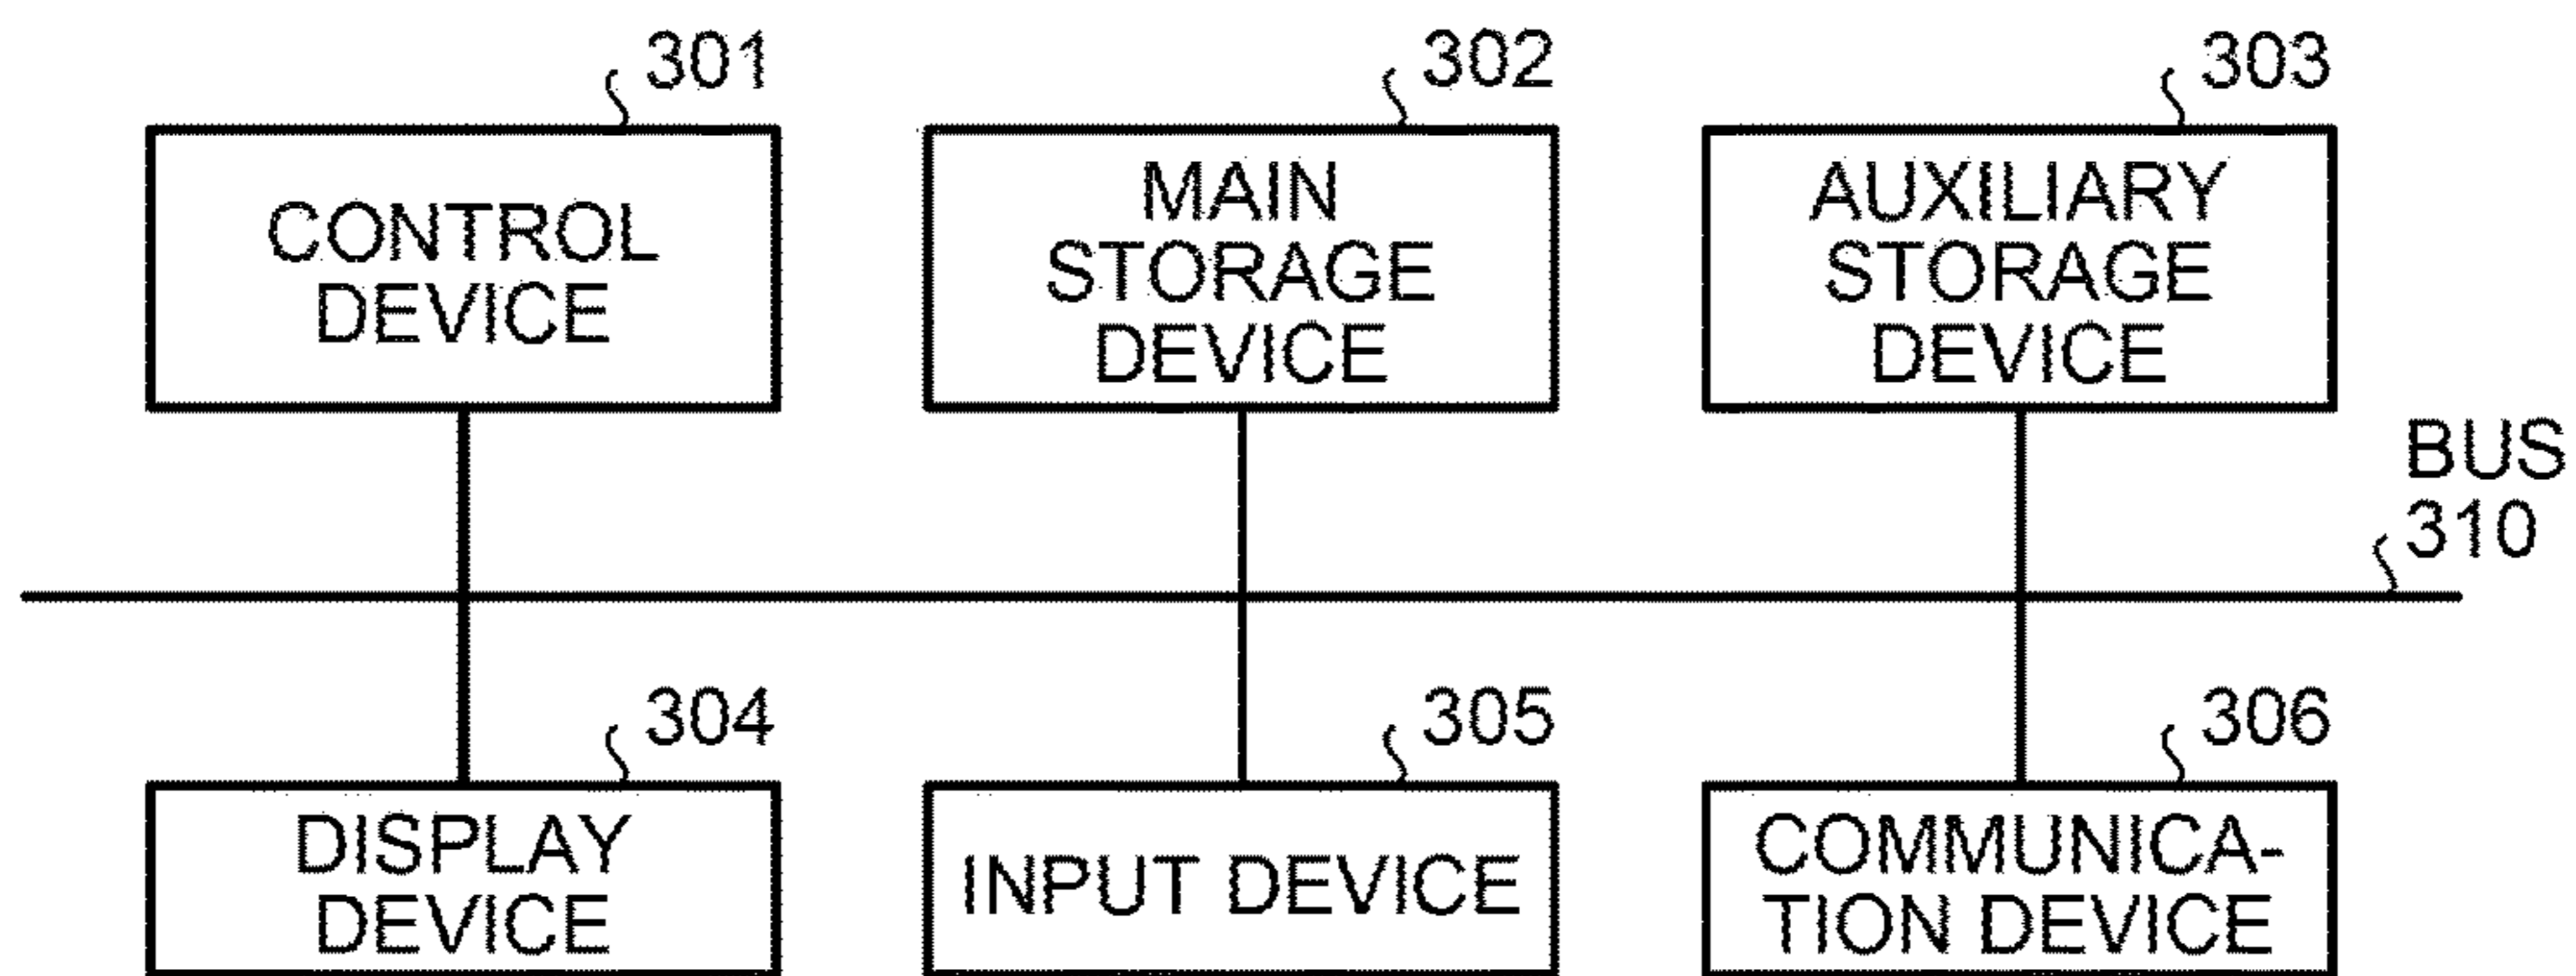 301
CONTROL
DEVICE
302
MAIN
STORAGE
DEVICE
303
AUXILIARY
STORAGE
DEVICE
BUS
310
304
DISPLAY
DEVICE
305
INPUT DEVICE
306
COMMUNICA-
TION DEVICE